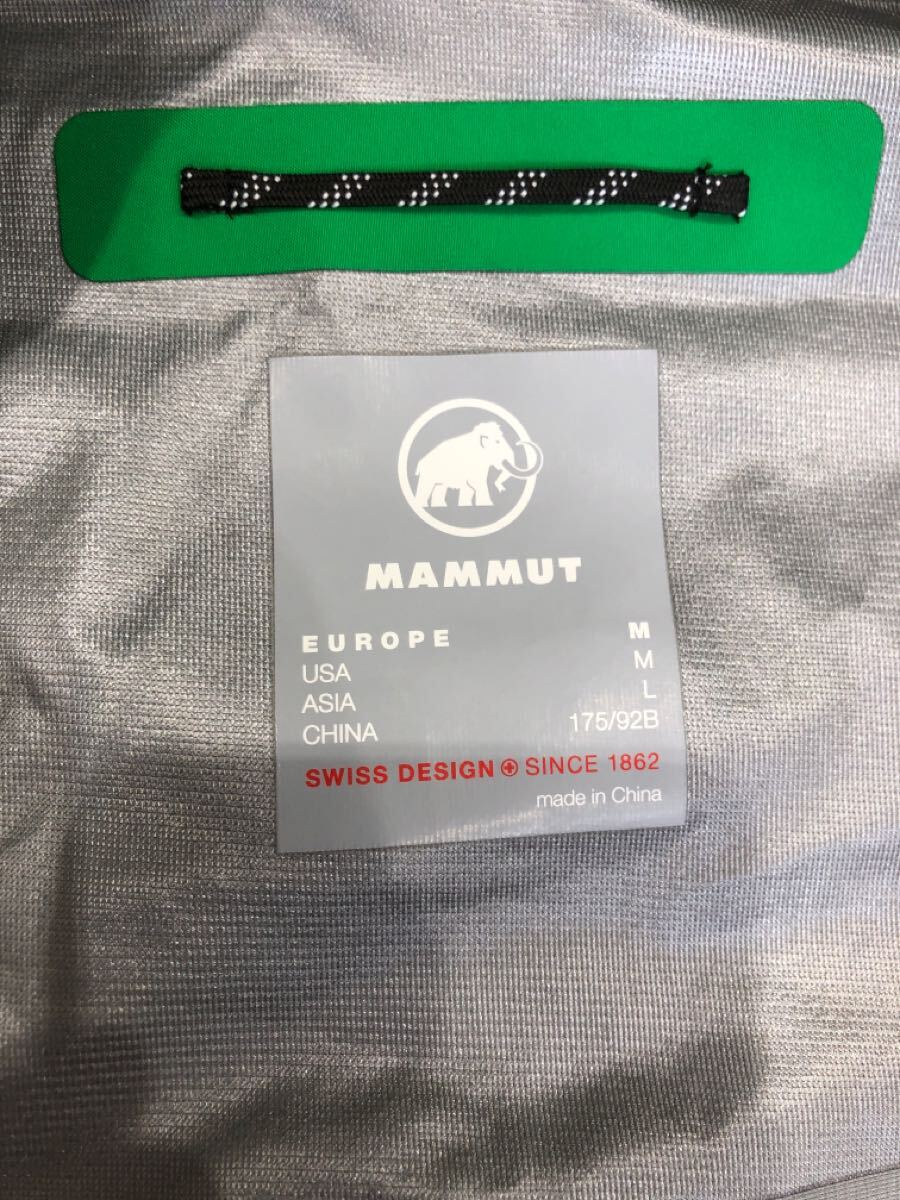 MAMMUT
EUROPE M
USA M
ASIA L
CHINA 175/92B
SWISS DESIGN SINCE 1862
made in China